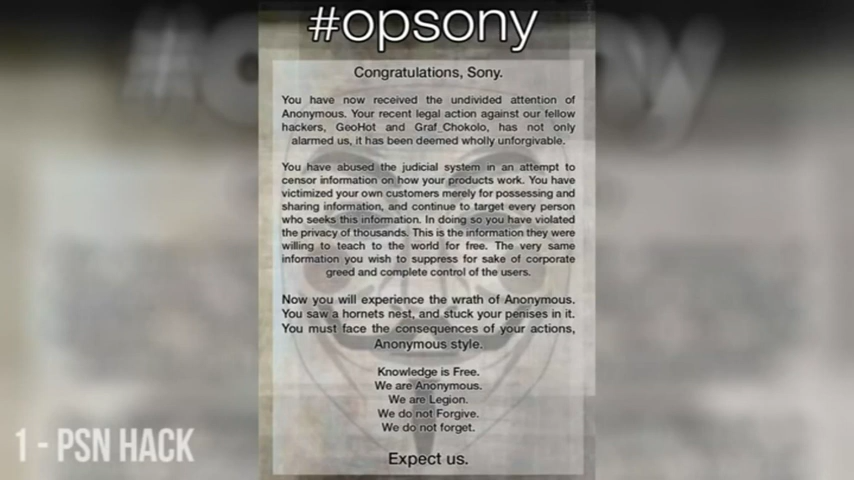 #opsony
Congratulations, Sony.
You have now received the undivided attention of
Anonymous. Your recent legal action against our fellow
hackers, GeoHot and Graf_Chokolo, has not only
alarmed us, it has been deemed wholly unforgivable.
You have abused the judicial system in an attempt to
censor information on how your products work. You have
victimized your own customers merely for possessing and
sharing information, and continue to target every person
who seeks this information. In doing so you have violated
the privacy of thousands. This is the information they were
willing to teach to the world for free. The very same
information you wish to suppress for sake of corporate
greed and complete control of the users.
Now you will experience the wrath of Anonymous.
You saw a hornets nest, and stuck your penises in it.
You must face the consequences of your actions,
Anonymous style.
Knowledge is Free.
We are Anonymous.
We are Legion.
We do not Forgive.
We do not forget.
Expect us.
1 - PSN HACK